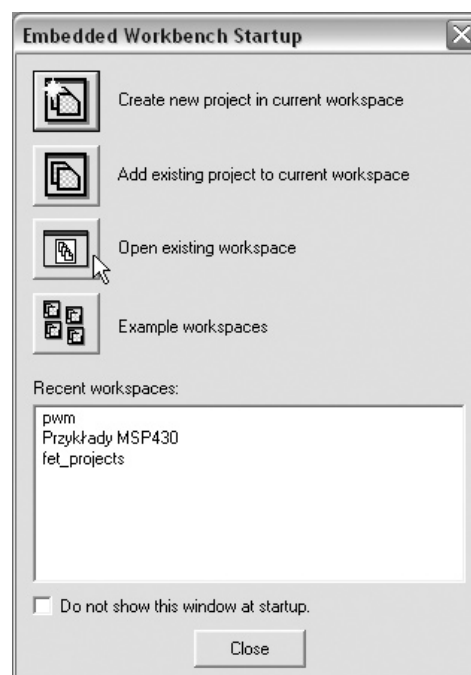 Embedded Workbench Startup
Create new project in current workspace
Add existing project to current workspace
Open existing workspace
Example workspaces
Recent workspaces:
pwm
Przykłady MSP430
fet_projects
Do not show this window at startup.
Close